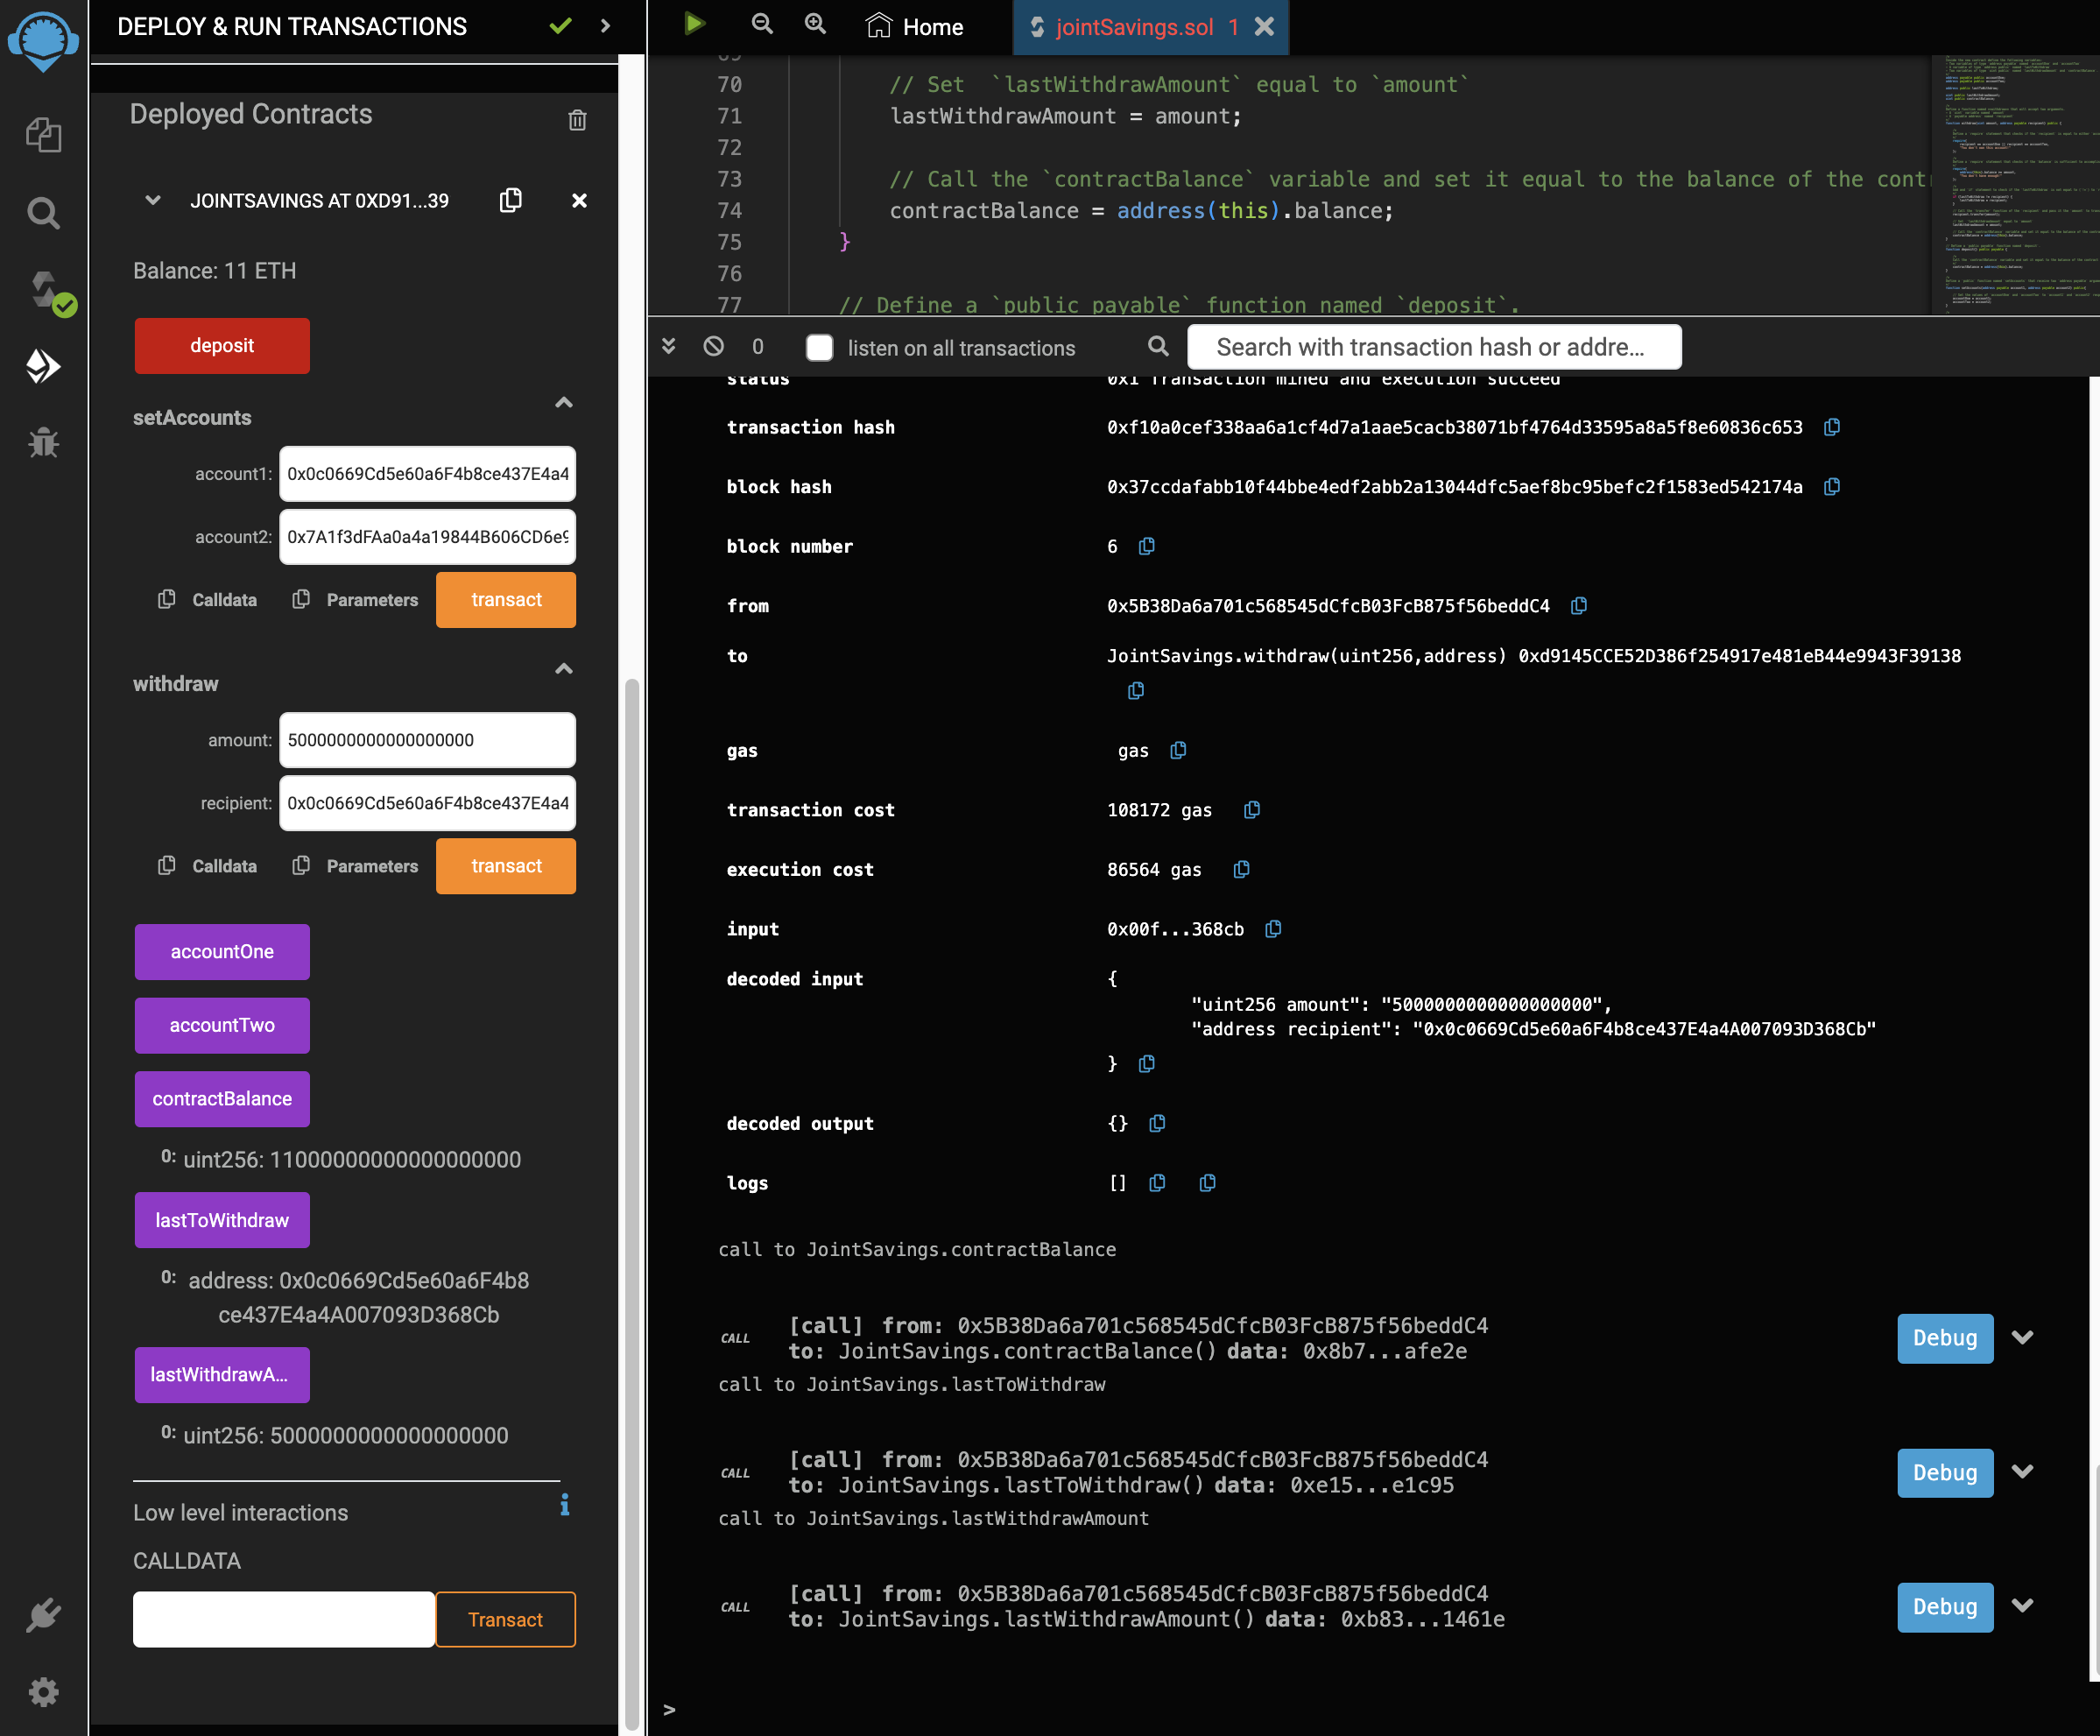 DEPLOY & RUN TRANSACTIONS
Home
jointSavings.sol 1
Deployed Contracts
JOINTSAVINGS AT 0XD91...39
Balance: 11 ETH
deposit
setAccounts
account1: 0x0c0669Cd5e60a6F4b8ce437E4a4
account2: 0x7A1f3dFAa0a4a19844B606CD6e9
Calldata Parameters transact
withdraw
amount: 5000000000000000000
recipient: 0x0c0669Cd5e60a6F4b8ce437E4a4
Calldata Parameters transact
accountOne
accountTwo
contractBalance
0: uint256: 11000000000000000000
lastToWithdraw
0: address: 0x0c0669Cd5e60a6F4b8
ce437E4a4A007093D368Cb
lastWithdrawA...
0: uint256: 5000000000000000000
Low level interactions
CALLDATA
Transact
69
70 // Set `lastWithdrawAmount` equal to `amount`
71 lastWithdrawAmount = amount;
72
73 // Call the `contractBalance` variable and set it equal to the balance of the cont
74 contractBalance = address(this).balance;
75 }
76
77 // Define a `public payable` function named `deposit`.
0 listen on all transactions Search with transaction hash or addre...
status 0x1 Transaction mined and execution succeed
transaction hash 0xf10a0cef338aa6a1cf4d7a1aae5cacb38071bf4764d33595a8a5f8e60836c653
block hash 0x37ccdafabb10f44bbe4edf2abb2a13044dfc5aef8bc95befc2f1583ed542174a
block number 6
from 0x5B38Da6a701c568545dCfcB03FcB875f56beddC4
to JointSavings.withdraw(uint256,address) 0xd9145CCE52D386f254917e481eB44e9943F39138
gas gas
transaction cost 108172 gas
execution cost 86564 gas
input 0x00f...368cb
decoded input {
"uint256 amount": "5000000000000000000",
"address recipient": "0x0c0669Cd5e60a6F4b8ce437E4a4A007093D368Cb"
}
decoded output {}
logs []
call to JointSavings.contractBalance
CALL [call] from: 0x5B38Da6a701c568545dCfcB03FcB875f56beddC4
to: JointSavings.contractBalance() data: 0x8b7...afe2e
Debug
call to JointSavings.lastToWithdraw
CALL [call] from: 0x5B38Da6a701c568545dCfcB03FcB875f56beddC4
to: JointSavings.lastToWithdraw() data: 0xe15...e1c95
Debug
call to JointSavings.lastWithdrawAmount
CALL [call] from: 0x5B38Da6a701c568545dCfcB03FcB875f56beddC4
to: JointSavings.lastWithdrawAmount() data: 0xb83...1461e
Debug
>